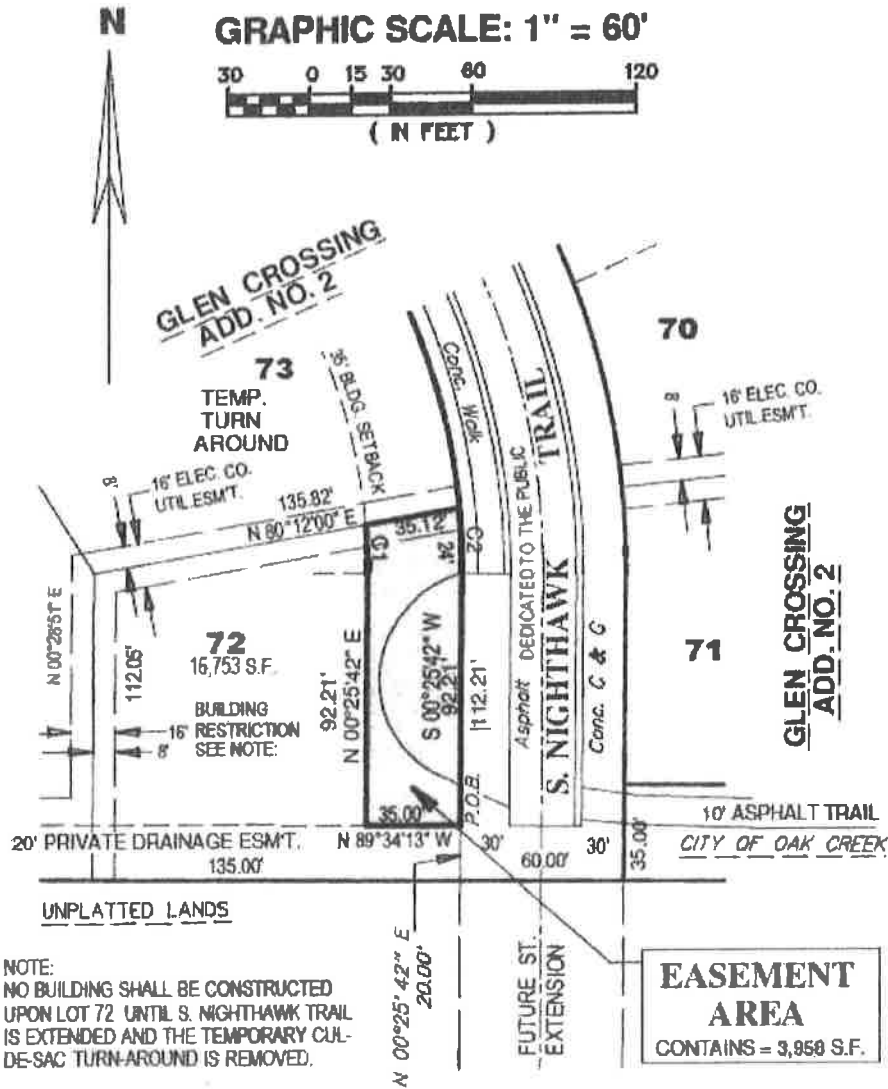 N
GRAPHIC SCALE: 1" = 60'
30 0 15 30 60 120
( IN FEET )
GLEN CROSSING
ADD. NO. 2
73
TEMP.
TURN
AROUND
35' BLDG. SETBACK
Conc. Walk
TRAIL
70
8'
16' ELEC. CO.
UTIL.ESM'T.
8'
16' ELEC. CO.
UTIL.ESM'T.
135.82'
N 80°12'00" E
35.12'
C1
24'
C2
DEDICATED TO THE PUBLIC
Asphalt
S. NIGHTHAWK
Conc. C & G
GLEN CROSSING
ADD. NO. 2
71
N 00°28'51" E
112.05'
72
16,753 S.F.
BUILDING
RESTRICTION
SEE NOTE:
16'
8'
N 00°25'42" E
92.21'
S 00°25'42" W
92.21'
112.21'
P.O.B.
35.00'
20' PRIVATE DRAINAGE ESM'T.
N 89°34'13" W
30'
30'
135.00'
60.00'
35.00'
10' ASPHALT TRAIL
CITY OF OAK CREEK
UNPLATTED LANDS
N 00°25'42" E
20.00'
FUTURE ST.
EXTENSION
NOTE:
NO BUILDING SHALL BE CONSTRUCTED
UPON LOT 72 UNTIL S. NIGHTHAWK TRAIL
IS EXTENDED AND THE TEMPORARY CUL-
DE-SAC TURN-AROUND IS REMOVED.
EASEMENT
AREA
CONTAINS = 3,958 S.F.